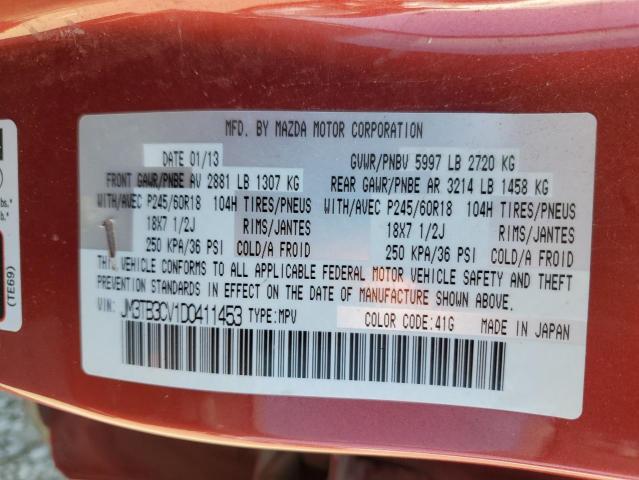 MFD. BY MAZDA MOTOR CORPORATION
DATE 01/13 GVWR/PNBV 5997 LB 2720 KG
FRONT GAWR/PNBE AV 2881 LB 1307 KG REAR GAWR/PNBE AR 3214 LB 1458 KG
WITH/AVEC P245/60R18 104H TIRES/PNEUS WITH/AVEC P245/60R18 104H TIRES/PNEUS
18X7 1/2J RIMS/JANTES 18X7 1/2J RIMS/JANTES
250 KPA/36 PSI COLD/A FROID 250 KPA/36 PSI COLD/A FROID
THIS VEHICLE CONFORMS TO ALL APPLICABLE FEDERAL MOTOR VEHICLE SAFETY AND THEFT
PREVENTION STANDARDS IN EFFECT ON THE DATE OF MANUFACTURE SHOWN ABOVE.
VIN: JM3TB3CV1D0411453 TYPE:MPV COLOR CODE:41G MADE IN JAPAN
(TE69)